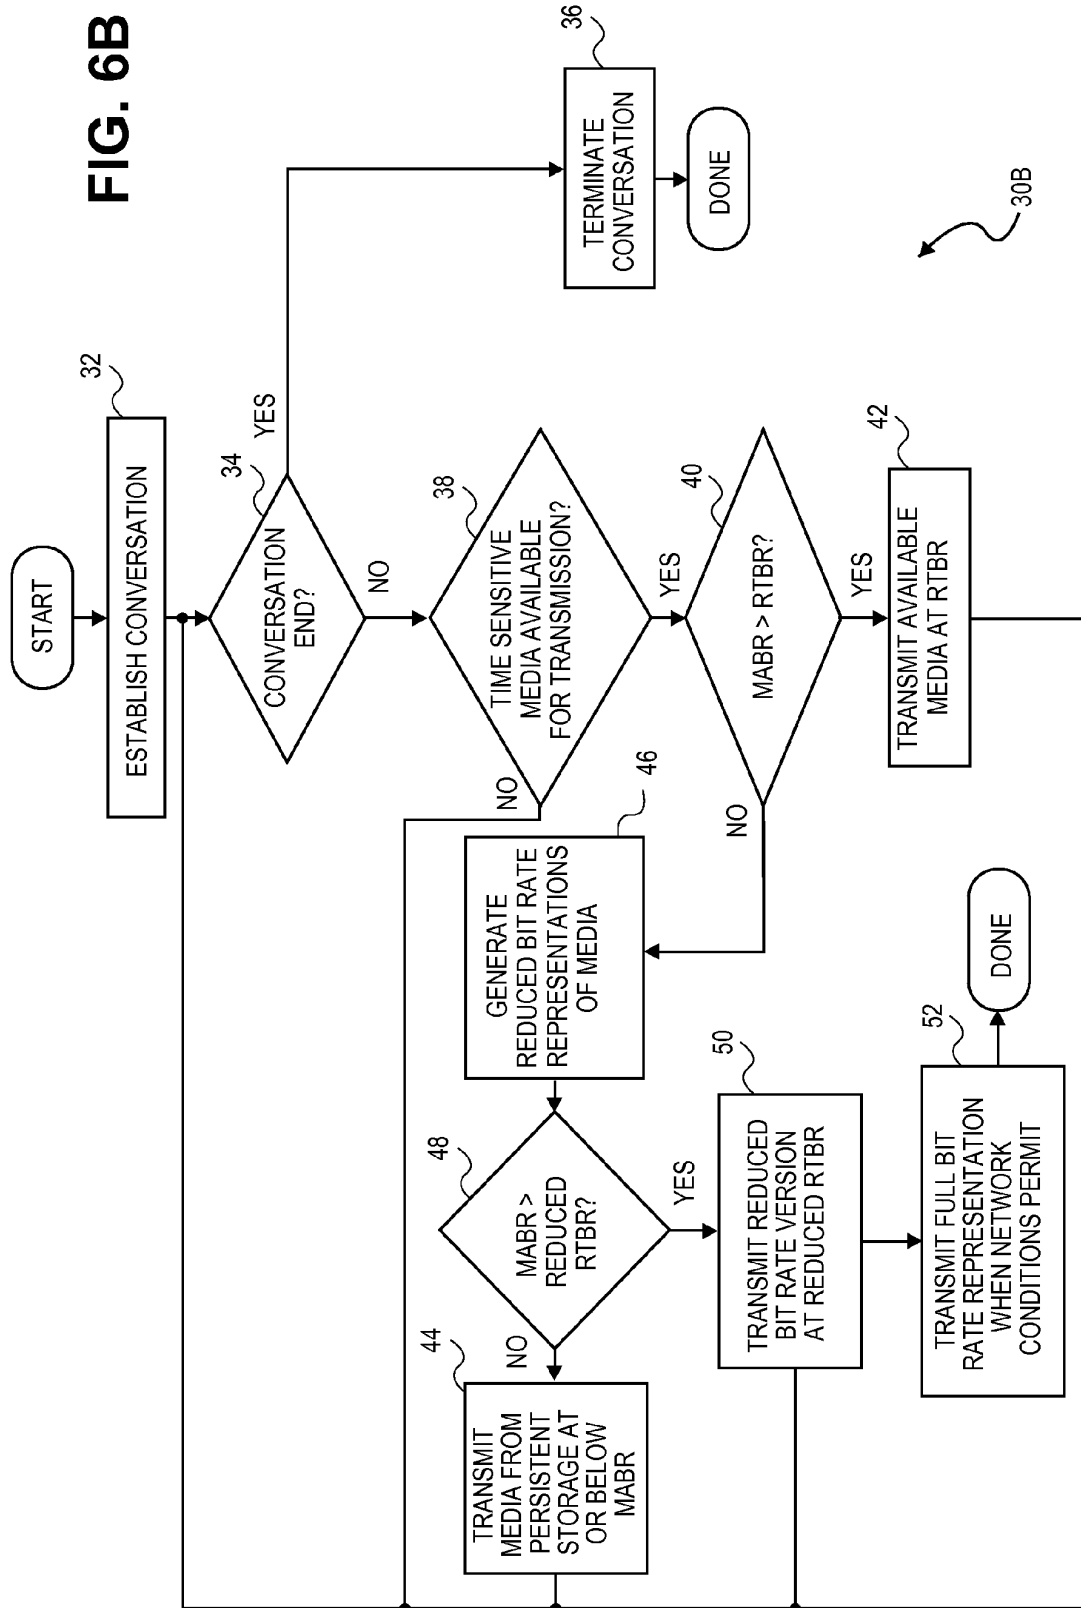 FIG. 6B
START
ESTABLISH CONVERSATION
32
CONVERSATION
END?
34
YES
NO
TERMINATE
CONVERSATION
36
DONE
TIME SENSITIVE
MEDIA AVAILABLE
FOR TRANSMISSION?
38
NO
YES
MABR > RTBR?
40
NO
YES
TRANSMIT AVAILABLE
MEDIA AT RTBR
42
GENERATE
REDUCED BIT RATE
REPRESENTATIONS
OF MEDIA
46
MABR >
REDUCED
RTBR?
48
NO
YES
TRANSMIT
MEDIA FROM
PERSISTENT
STORAGE AT
OR BELOW
MABR
44
TRANSMIT REDUCED
BIT RATE VERSION
AT REDUCED RTBR
50
TRANSMIT FULL BIT
RATE REPRESENTATION
WHEN NETWORK
CONDITIONS PERMIT
52
DONE
30B